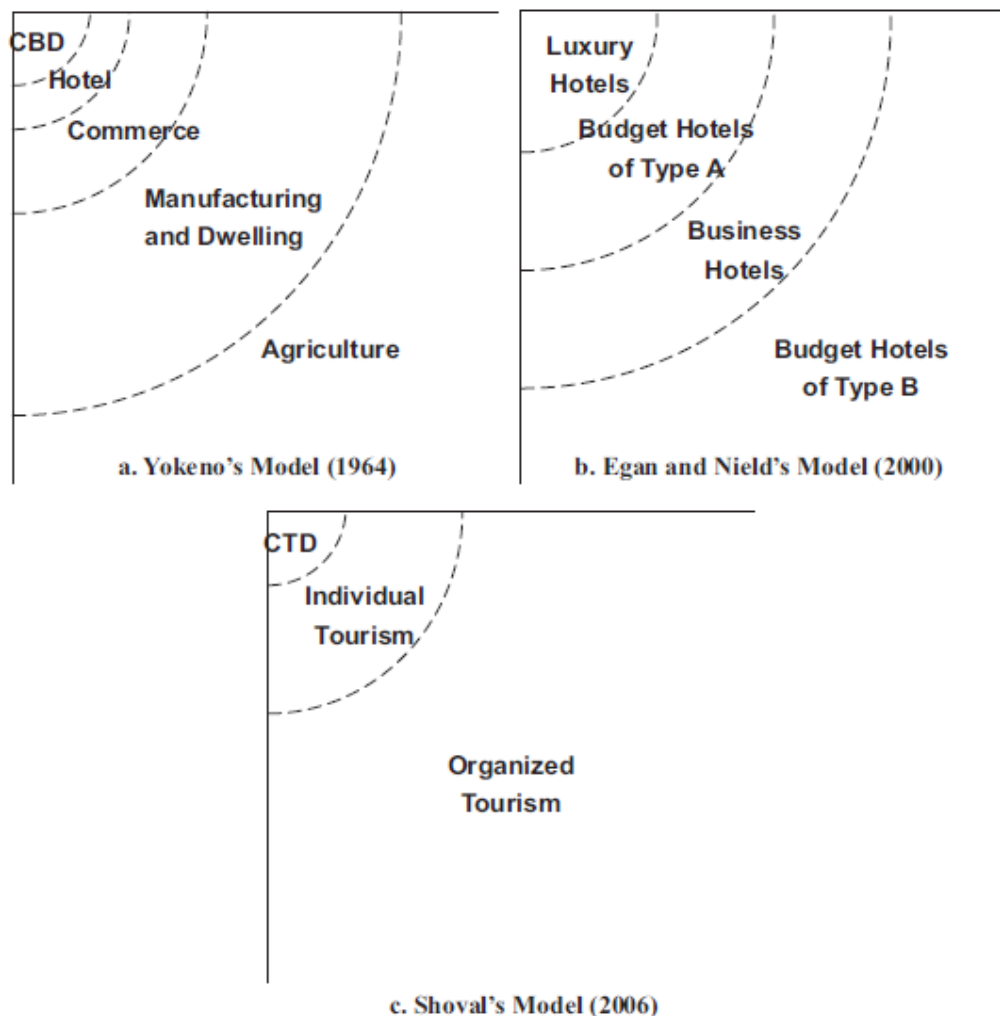 CBD
Hotel
Commerce
Manufacturing
and Dwelling
Agriculture
a. Yokeno's Model (1964)
Luxury
Hotels
Budget Hotels
of Type A
Business
Hotels
Budget Hotels
of Type B
b. Egan and Nield's Model (2000)
CTD
Individual
Tourism
Organized
Tourism
c. Shoval's Model (2006)